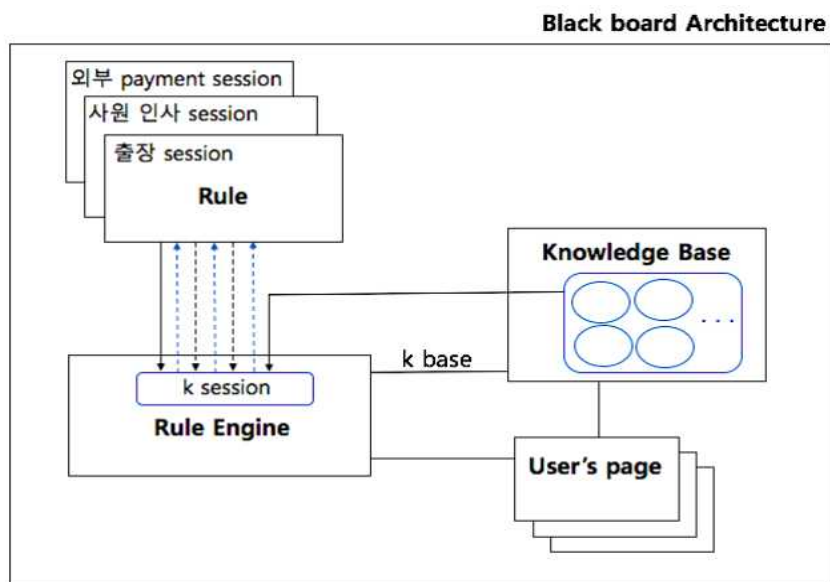 Black board Architecture
외부 payment session
사원 인사 session
출장 session
Rule
Knowledge Base
. . .
k base
k session
Rule Engine
User's page